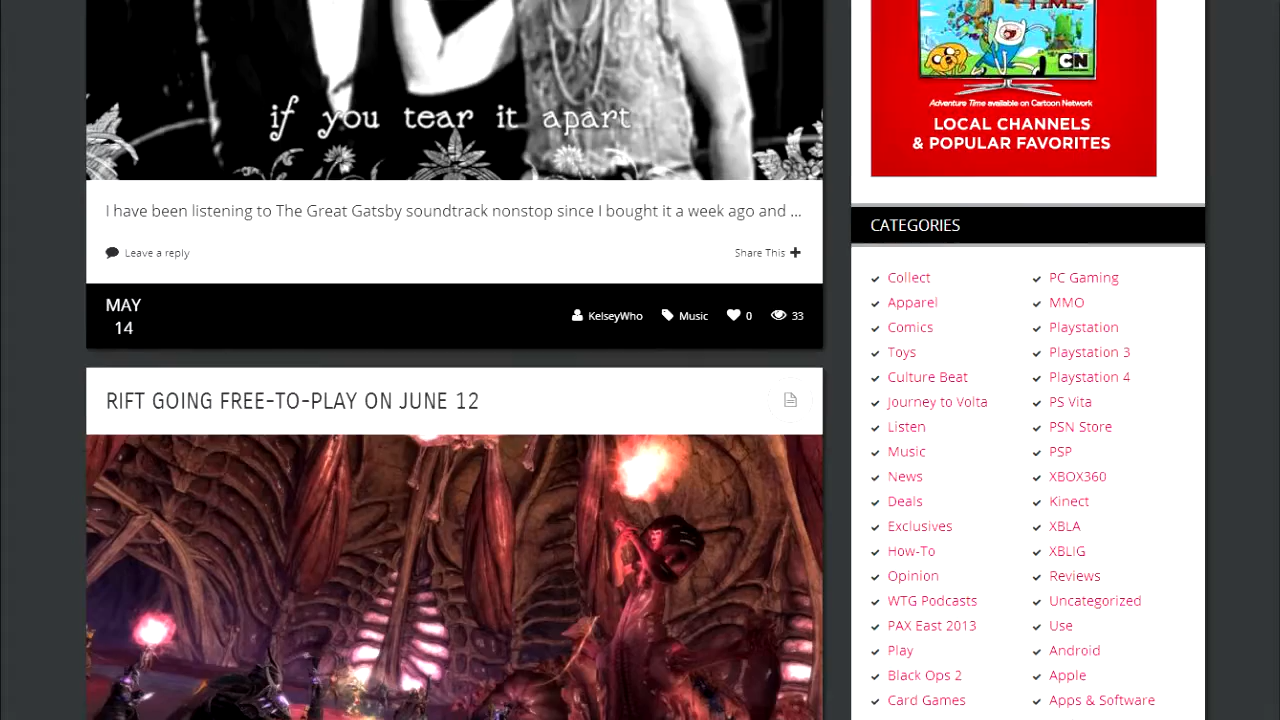 if you tear it apart
I have been listening to The Great Gatsby soundtrack nonstop since I bought it a week ago and ...
Leave a reply
Share This
MAY
14
KelseyWho
Music
0
33
RIFT GOING FREE-TO-PLAY ON JUNE 12
TIME
CN
Adventure Time available on Cartoon Network
LOCAL CHANNELS
& POPULAR FAVORITES
CATEGORIES
Collect
Apparel
Comics
Toys
Culture Beat
Journey to Volta
Listen
Music
News
Deals
Exclusives
How-To
Opinion
WTG Podcasts
PAX East 2013
Play
Black Ops 2
Card Games
PC Gaming
MMO
Playstation
Playstation 3
Playstation 4
PS Vita
PSN Store
PSP
XBOX360
Kinect
XBLA
XBLIG
Reviews
Uncategorized
Use
Android
Apple
Apps & Software